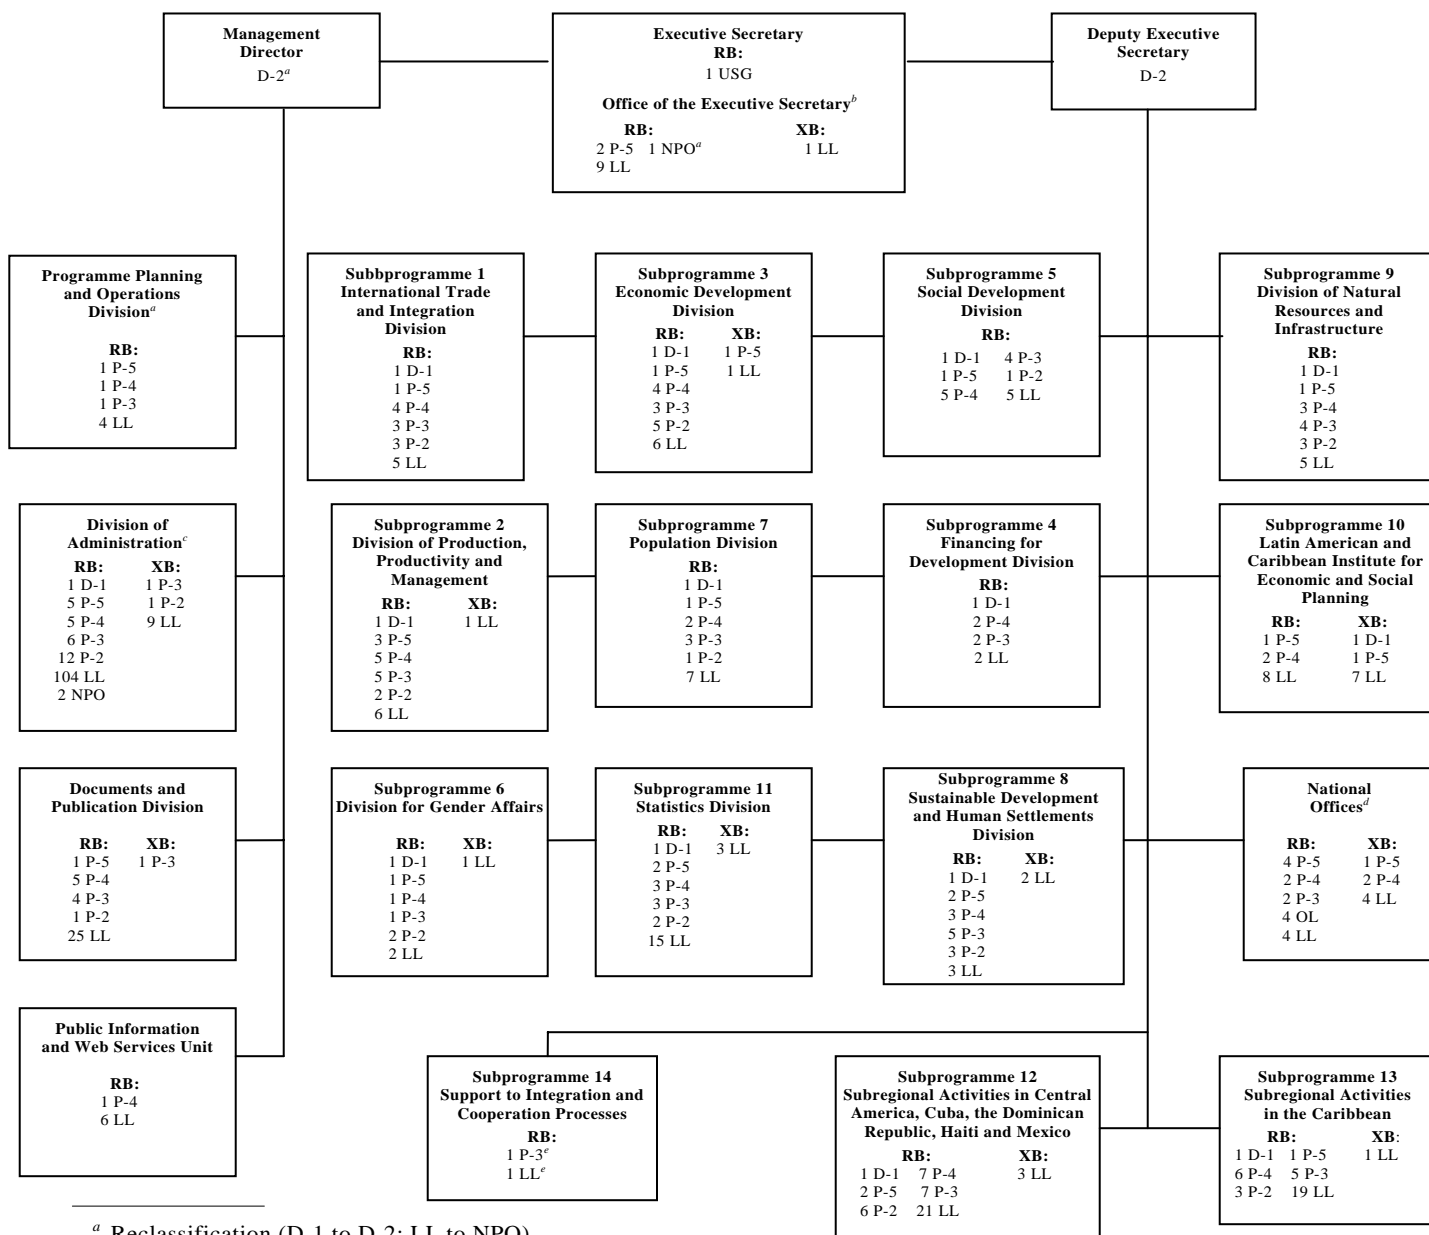 Management
Director
D-2a
Executive Secretary
RB:
1 USG
Office of the Executive Secretaryb
RB: XB:
2 P-5 1 NPOa 1 LL
9 LL
Deputy Executive
Secretary
D-2
Programme Planning
and Operations
Divisiona
RB:
1 P-5
1 P-4
1 P-3
4 LL
Subbprogramme 1
International Trade
and Integration
Division
RB:
1 D-1
1 P-5
4 P-4
3 P-3
3 P-2
5 LL
Subprogramme 3
Economic Development
Division
RB: XB:
1 D-1 1 P-5
1 P-5 1 LL
4 P-4
3 P-3
5 P-2
6 LL
Subprogramme 5
Social Development
Division
RB:
1 D-1 4 P-3
1 P-5 1 P-2
5 P-4 5 LL
Subprogramme 9
Division of Natural
Resources and
Infrastructure
RB:
1 D-1
1 P-5
3 P-4
4 P-3
3 P-2
5 LL
Division of
Administrationc
RB: XB:
1 D-1 1 P-3
5 P-5 1 P-2
5 P-4 9 LL
6 P-3
12 P-2
104 LL
2 NPO
Subprogramme 2
Division of Production,
Productivity and
Management
RB: XB:
1 D-1 1 LL
3 P-5
5 P-4
5 P-3
2 P-2
6 LL
Subprogramme 7
Population Division
RB:
1 D-1
1 P-5
2 P-4
3 P-3
1 P-2
7 LL
Subprogramme 4
Financing for
Development Division
RB:
1 D-1
2 P-4
2 P-3
2 LL
Subprogramme 10
Latin American and
Caribbean Institute for
Economic and Social
Planning
RB: XB:
1 P-5 1 D-1
2 P-4 1 P-5
8 LL 7 LL
Documents and
Publication Division
RB: XB:
1 P-5 1 P-3
5 P-4
4 P-3
1 P-2
25 LL
Subprogramme 6
Division for Gender Affairs
RB: XB:
1 D-1 1 LL
1 P-5
1 P-4
1 P-3
2 P-2
2 LL
Subprogramme 11
Statistics Division
RB: XB:
1 D-1 3 LL
2 P-5
3 P-4
3 P-3
2 P-2
15 LL
Subprogramme 8
Sustainable Development
and Human Settlements
Division
RB: XB:
1 D-1 2 LL
2 P-5
3 P-4
5 P-3
3 P-2
3 LL
National
Officesd
RB: XB:
4 P-5 1 P-5
2 P-4 2 P-4
2 P-3 4 LL
4 OL
4 LL
Public Information
and Web Services Unit
RB:
1 P-4
6 LL
Subprogramme 14
Support to Integration and
Cooperation Processes
RB:
1 P-3e
1 LLe
Subprogramme 12
Subregional Activities in Central
America, Cuba, the Dominican
Republic, Haiti and Mexico
RB: XB:
1 D-1 7 P-4 3 LL
2 P-5 7 P-3
6 P-2 21 LL
Subprogramme 13
Subregional Activities
in the Caribbean
RB: XB:
1 D-1 1 P-5 1 LL
6 P-4 5 P-3
3 P-2 19 LL
a Reclassification (D-1 to D-2; LL to NPO)